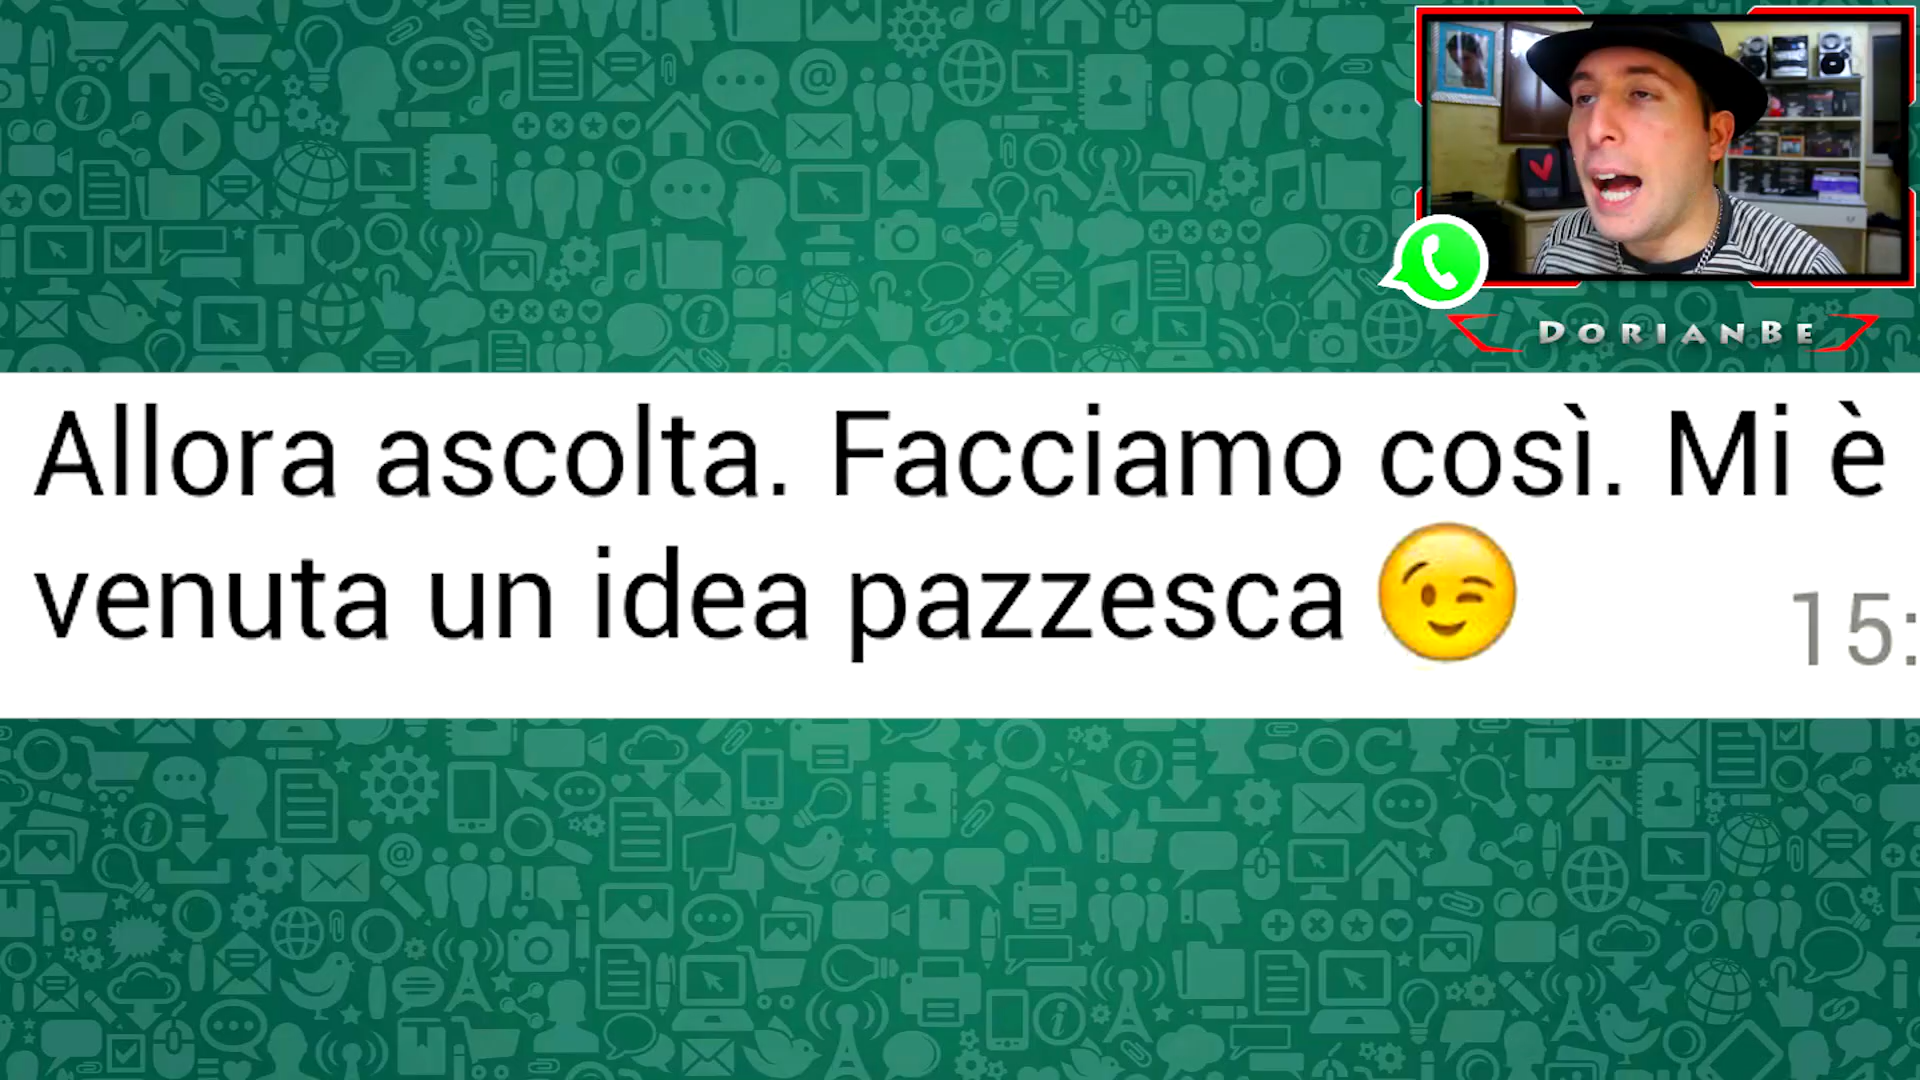 DORIANBE
Allora ascolta. Facciamo così. Mi è
venuta un idea pazzesca 😉
15: